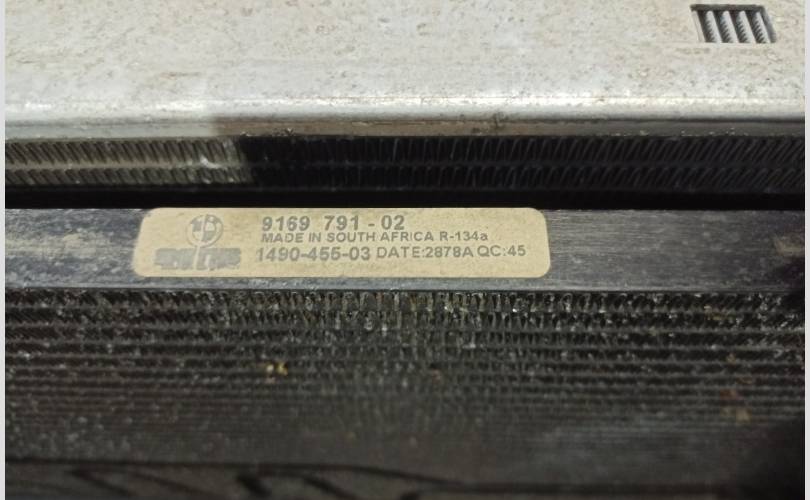 9169 791 - 02
MADE IN SOUTH AFRICA R-134a
1490-455-03 DATE:2878A QC:45